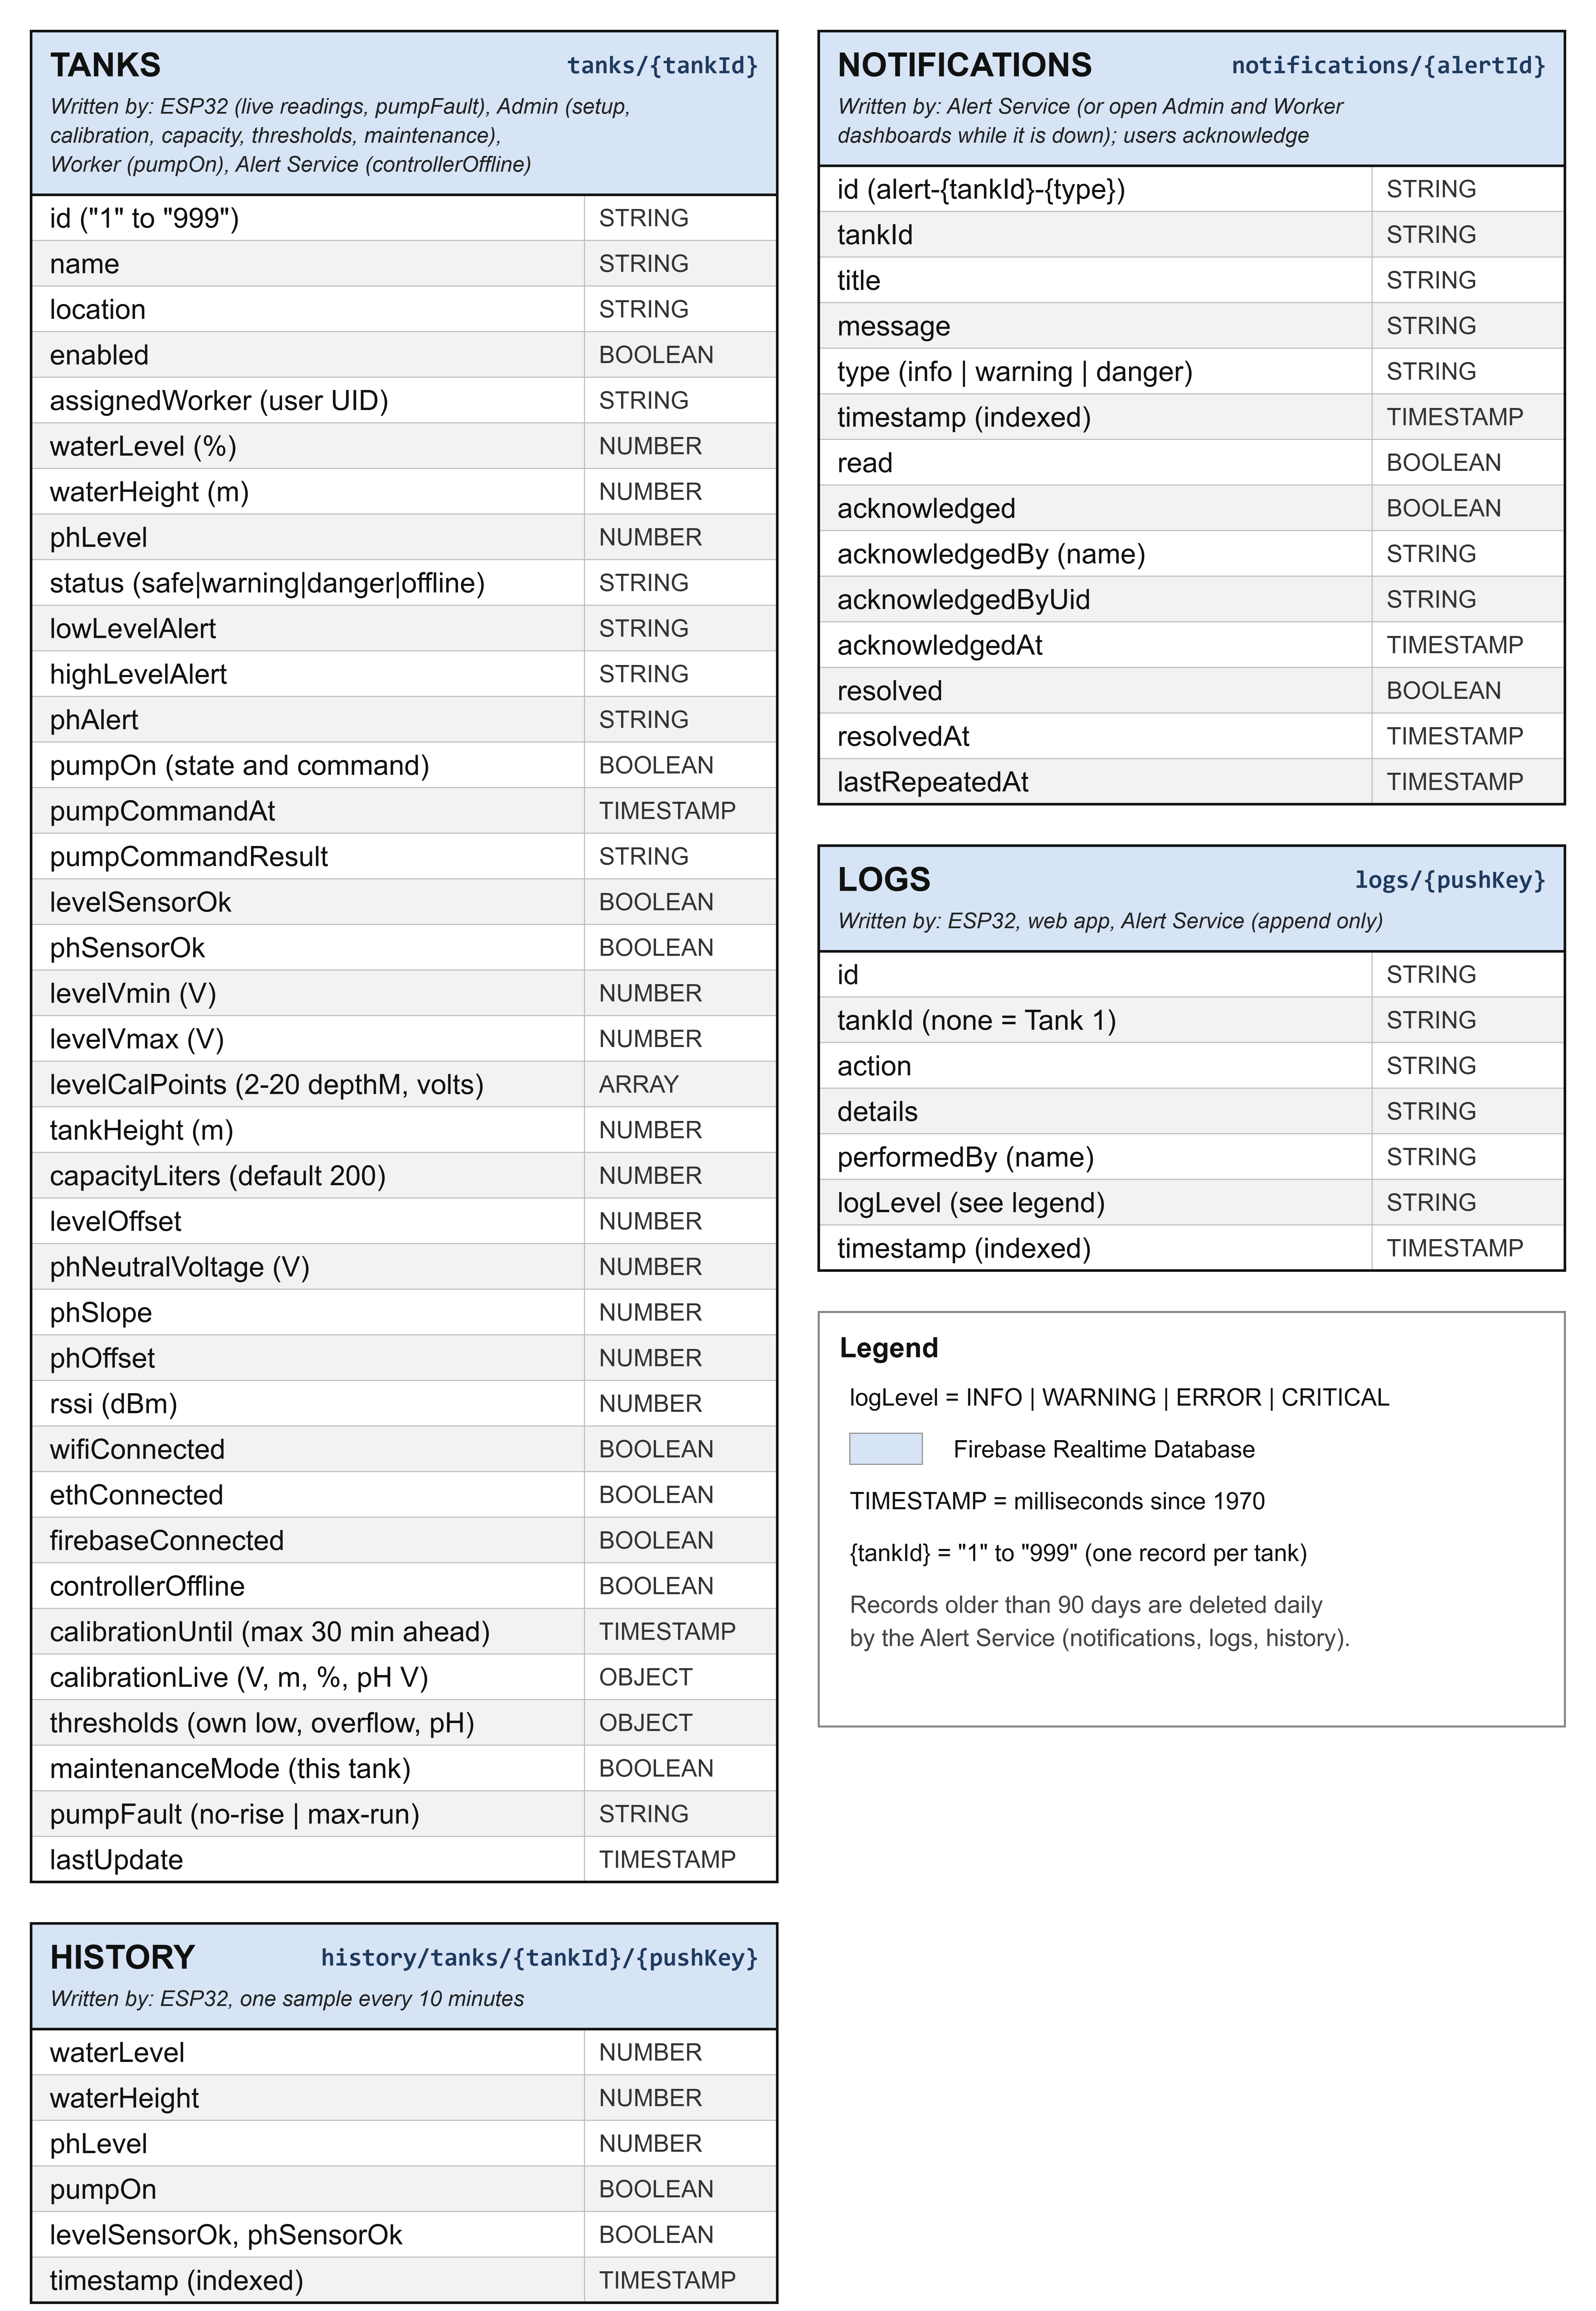 TANKS tanks/{tankId}
Written by: ESP32 (live readings, pumpFault), Admin (setup,
calibration, capacity, thresholds, maintenance),
Worker (pumpOn), Alert Service (controllerOffline)
id ("1" to "999") STRING
name STRING
location STRING
enabled BOOLEAN
assignedWorker (user UID) STRING
waterLevel (%) NUMBER
waterHeight (m) NUMBER
phLevel NUMBER
status (safe|warning|danger|offline) STRING
lowLevelAlert STRING
highLevelAlert STRING
phAlert STRING
pumpOn (state and command) BOOLEAN
pumpCommandAt TIMESTAMP
pumpCommandResult STRING
levelSensorOk BOOLEAN
phSensorOk BOOLEAN
levelVmin (V) NUMBER
levelVmax (V) NUMBER
levelCalPoints (2-20 depthM, volts) ARRAY
tankHeight (m) NUMBER
capacityLiters (default 200) NUMBER
levelOffset NUMBER
phNeutralVoltage (V) NUMBER
phSlope NUMBER
phOffset NUMBER
rssi (dBm) NUMBER
wifiConnected BOOLEAN
ethConnected BOOLEAN
firebaseConnected BOOLEAN
controllerOffline BOOLEAN
calibrationUntil (max 30 min ahead) TIMESTAMP
calibrationLive (V, m, %, pH V) OBJECT
thresholds (own low, overflow, pH) OBJECT
maintenanceMode (this tank) BOOLEAN
pumpFault (no-rise | max-run) STRING
lastUpdate TIMESTAMP
HISTORY history/tanks/{tankId}/{pushKey}
Written by: ESP32, one sample every 10 minutes
waterLevel NUMBER
waterHeight NUMBER
phLevel NUMBER
pumpOn BOOLEAN
levelSensorOk, phSensorOk BOOLEAN
timestamp (indexed) TIMESTAMP
NOTIFICATIONS notifications/{alertId}
Written by: Alert Service (or open Admin and Worker
dashboards while it is down); users acknowledge
id (alert-{tankId}-{type}) STRING
tankId STRING
title STRING
message STRING
type (info | warning | danger) STRING
timestamp (indexed) TIMESTAMP
read BOOLEAN
acknowledged BOOLEAN
acknowledgedBy (name) STRING
acknowledgedByUid STRING
acknowledgedAt TIMESTAMP
resolved BOOLEAN
resolvedAt TIMESTAMP
lastRepeatedAt TIMESTAMP
LOGS logs/{pushKey}
Written by: ESP32, web app, Alert Service (append only)
id STRING
tankId (none = Tank 1) STRING
action STRING
details STRING
performedBy (name) STRING
logLevel (see legend) STRING
timestamp (indexed) TIMESTAMP
Legend
logLevel = INFO | WARNING | ERROR | CRITICAL
Firebase Realtime Database
TIMESTAMP = milliseconds since 1970
{tankId} = "1" to "999" (one record per tank)
Records older than 90 days are deleted daily
by the Alert Service (notifications, logs, history).